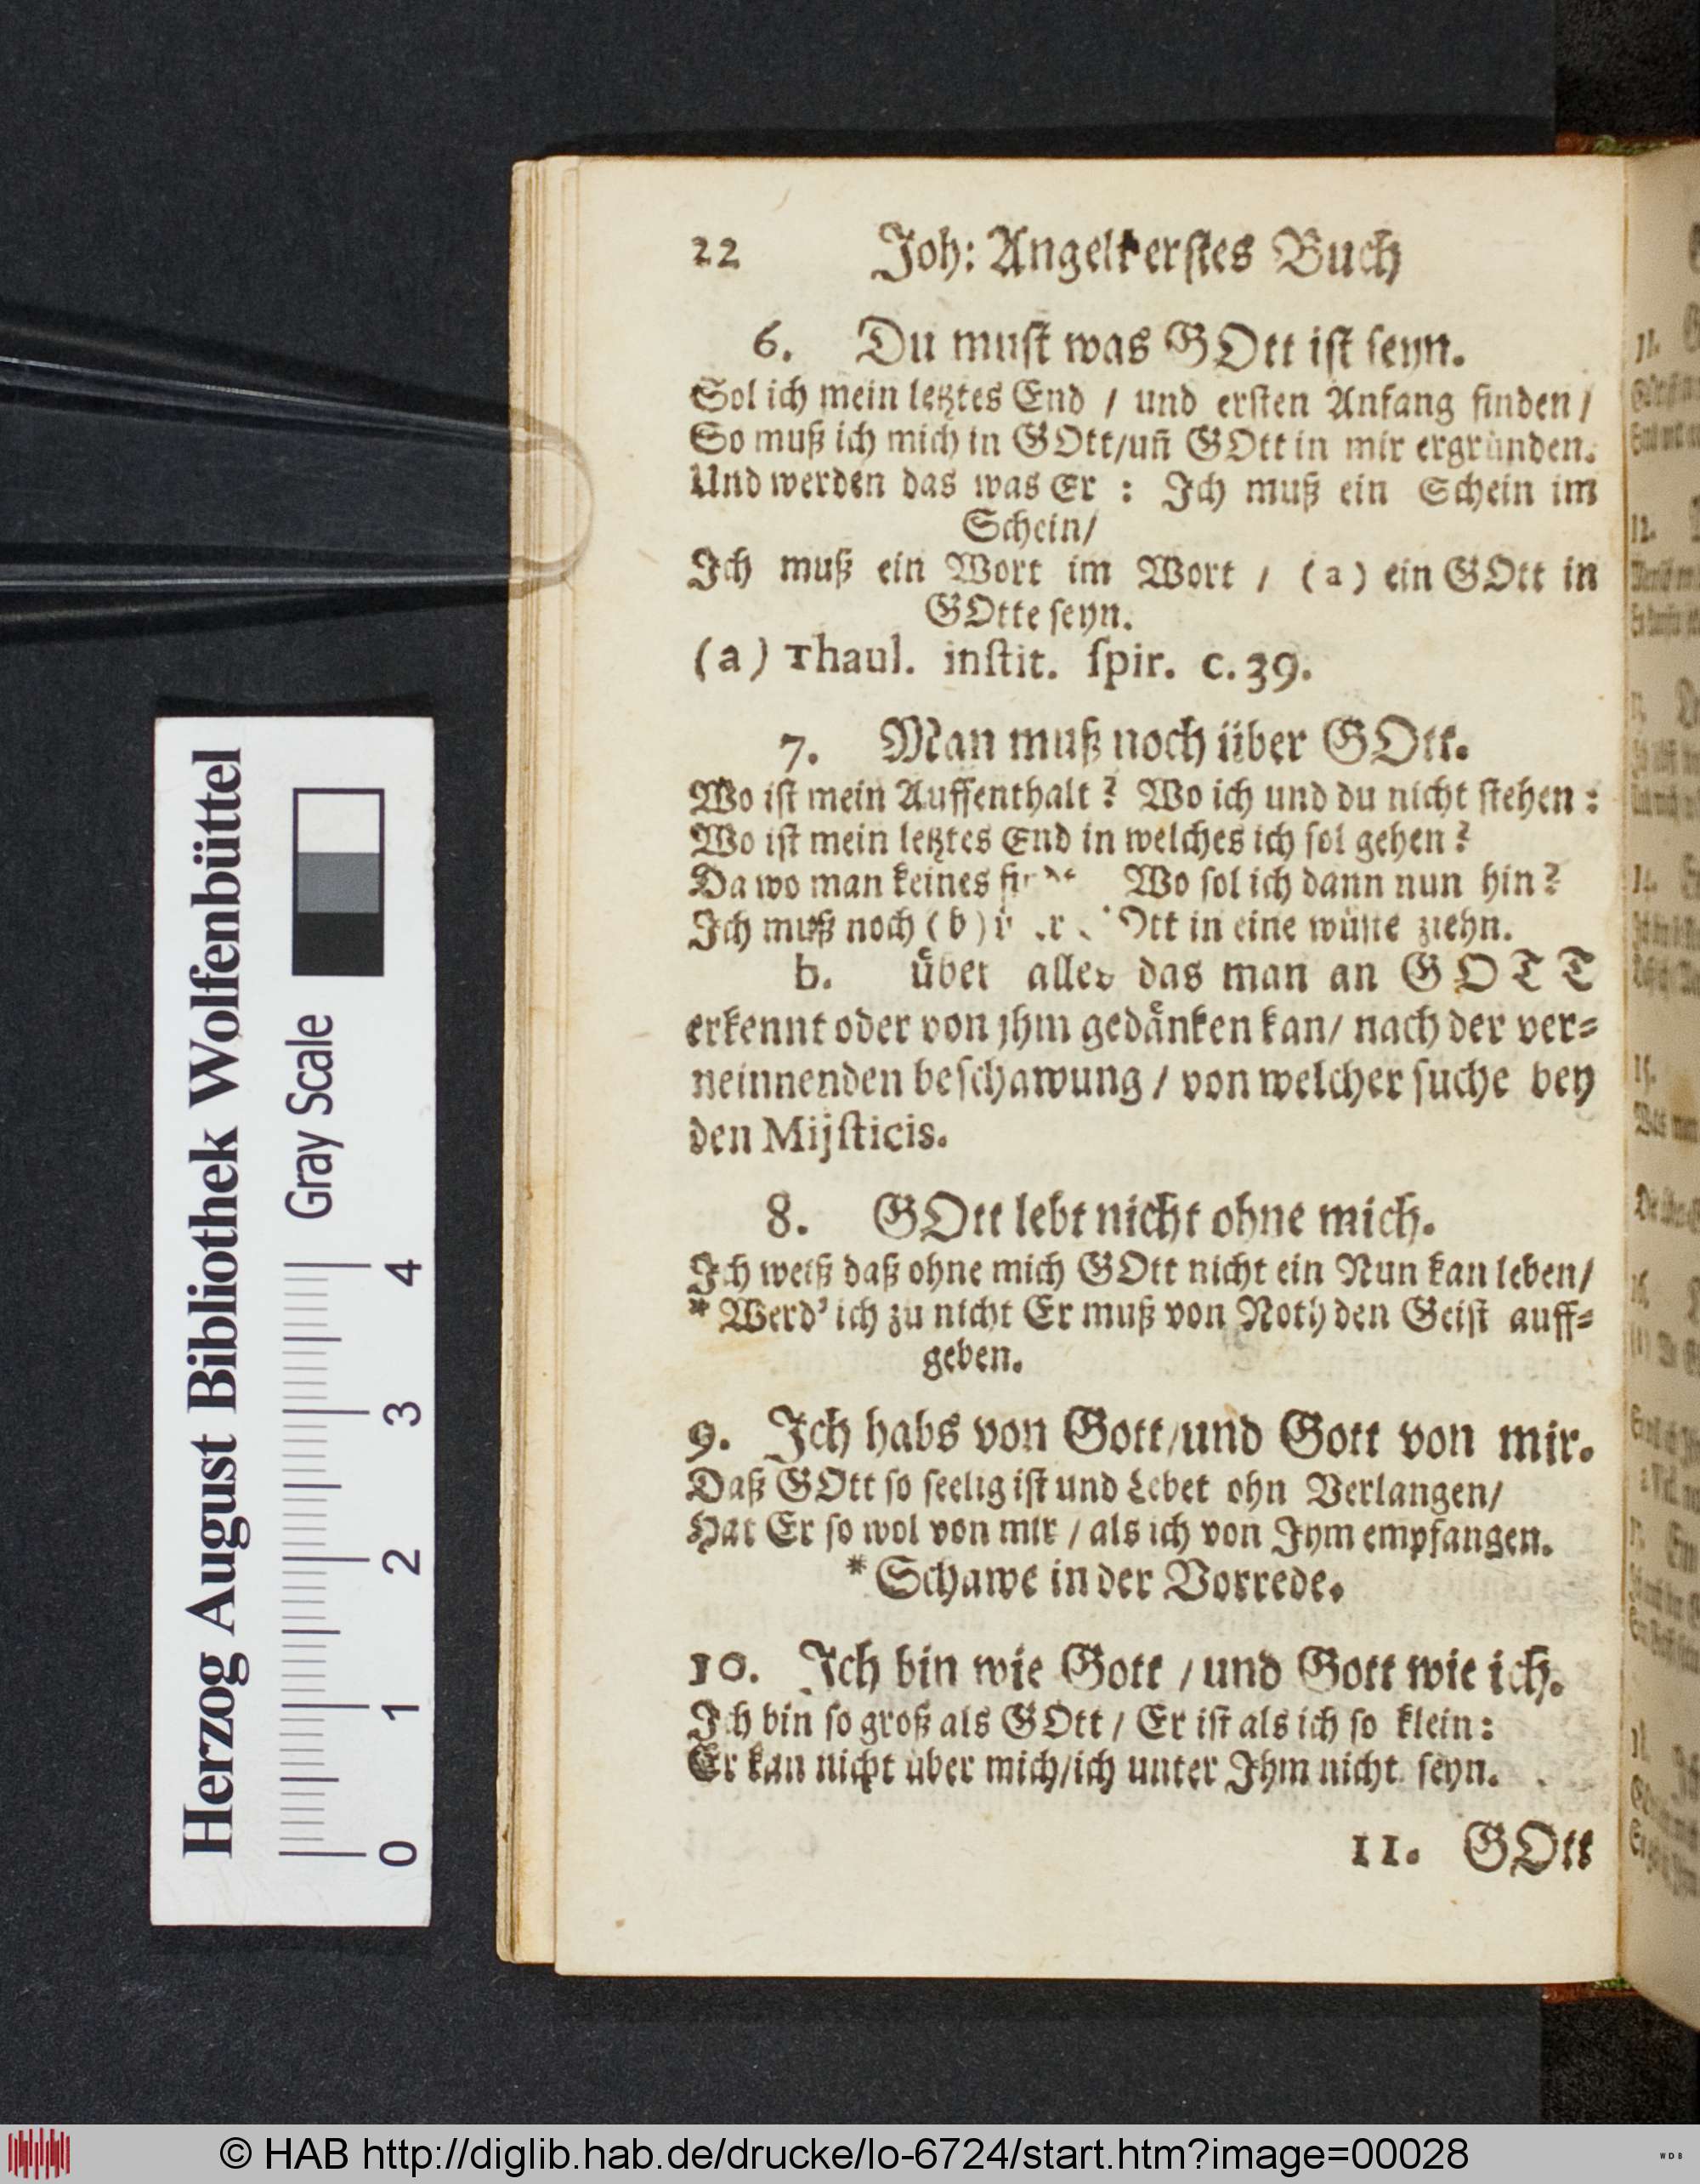 22 Joh: Angeli erstes Buch
6. Du must was GOtt ist seyn.
Sol ich mein letztes End / und ersten Anfang finden /
So muß ich mich in GOtt/uñ GOtt in mir ergründen.
Und werden das was Er : Ich muß ein Schein im
Schein/
Ich muß ein Wort im Wort / (a) ein GOtt in
GOtte seyn.
(a) Thaul. instit. spir. c. 39.
7. Man muß noch über GOtt.
Wo ist mein Auffenthalt? Wo ich und du nicht stehen:
Wo ist mein letztes End in welches ich sol gehen?
Da wo man keines Wo sol ich dann nun hin?
Ich muß noch (b) in eine wüste ziehn.
b. über alles das man an GOTT
erkennt oder von jhm gedänken kan/ nach der ver=
neinnenden beschawung / von welcher suche bey
den Mijsticis.
8. GOtt lebt nicht ohne mich.
Ich weiß daß ohne mich GOtt nicht ein Nun kan leben/
* Werd' ich zu nicht Er muß von Noth den Geist auff=
geben.
9. Ich habs von Gott/und Gott von mir.
Daß GOtt so seelig ist und Lebet ohn Verlangen/
Hat Er so wol von mir / als ich von Ihm empfangen.
* Schawe in der Vorrede.
10. Ich bin wie Gott / und Gott wie ich.
Ich bin so groß als GOtt / Er ist als ich so klein:
Er kan nicht über mich/ich unter Ihm nicht seyn.
11. GOtt
Herzog August Bibliothek Wolfenbüttel
Gray Scale
0 1 2 3 4
© HAB http://diglib.hab.de/drucke/lo-6724/start.htm?image=00028
WDB